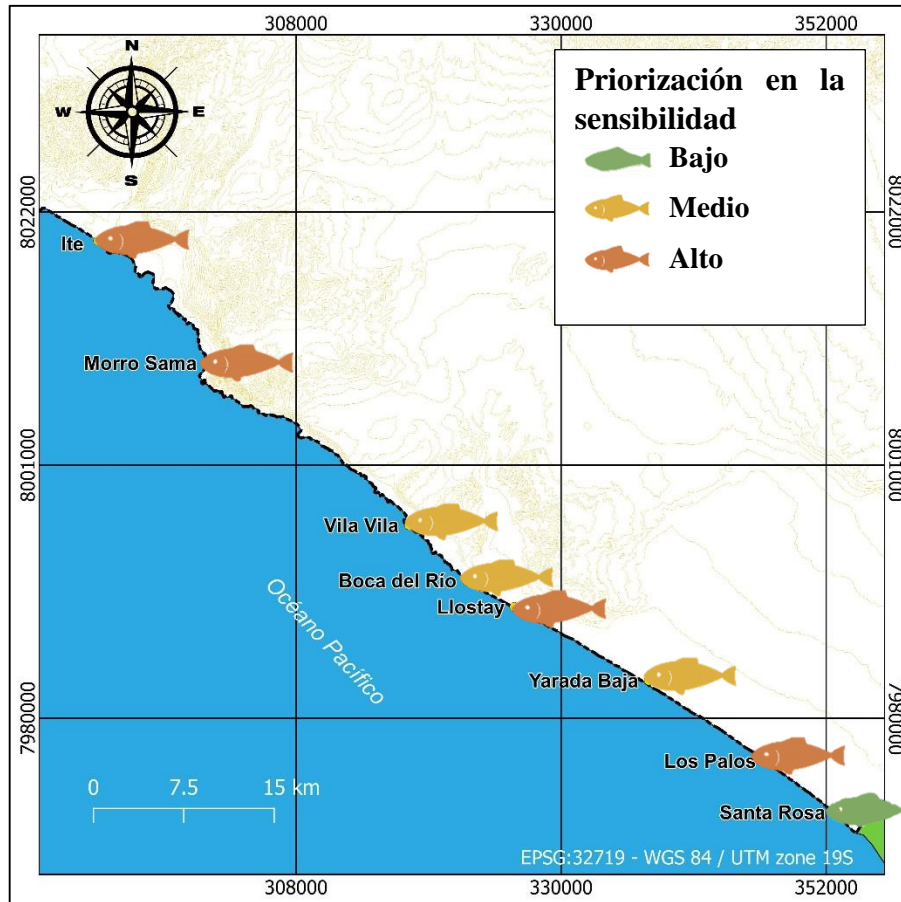 308000 330000 352000
N
W E
S
Priorización en la
sensibilidad
Bajo
Medio
Alto
8022000 8022000
Ite
Morro Sama
8001000 8001000
Vila Vila
Boca del Río
Llostay
Océano Pacífico
Yarada Baja
7980000 7980000
Los Palos
0 7.5 15 km
Santa Rosa
EPSG:32719 - WGS 84 / UTM zone 19S
308000 330000 352000